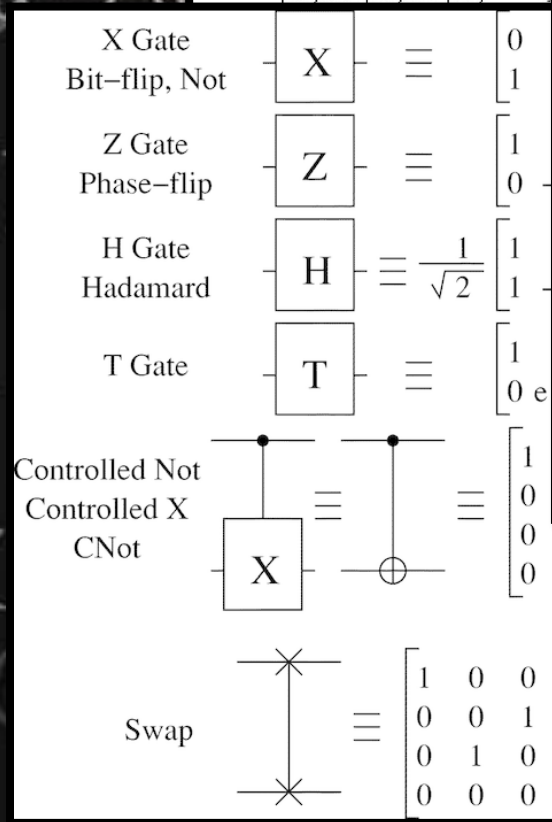 X Gate
Bit−flip, Not
X
≡
0
1
Z Gate
Phase−flip
Z
≡
1
0 -
H Gate
Hadamard
H
≡ 1/√2
1
1 -
T Gate
T
≡
1
0 e
Controlled Not
Controlled X
CNot
X
≡
≡
1
0
0
0
Swap
≡
1 0 0
0 0 1
0 1 0
0 0 0